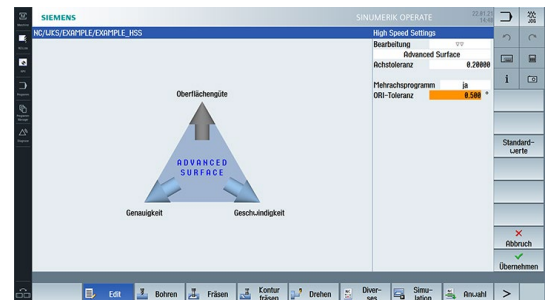 SIEMENS
SINUMERIK OPERATE
JOG
NC/WKS/EXAMPLE/EXAMPLE_HSS
High Speed Settings
Bearbeitung ▽▽
Advanced Surface
Achstoleranz 0.20000
Mehrachsprogramm ja
ORI-Toleranz 0.500 °
Oberflächengüte
ADVANCED
SURFACE
Genauigkeit
Geschwindigkeit
Standard-
werte
Abbruch
Übernehmen
Edit
Bohren
Fräsen
Kontur
fräsen
Drehen
Diver-
ses
Simu-
lation
Anwahl